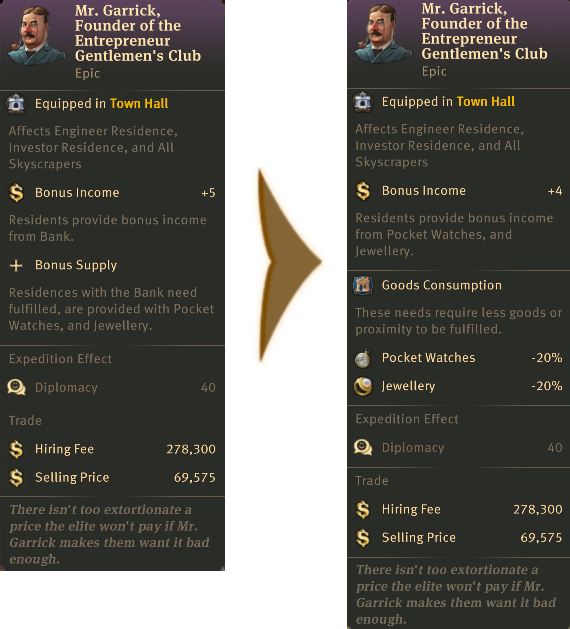 Mr. Garrick,
Founder of the
Entrepreneur
Gentlemen's Club
Epic
Equipped in Town Hall
Affects Engineer Residence,
Investor Residence, and All
Skyscrapers
Bonus Income +5
Residents provide bonus income
from Bank.
Bonus Supply
Residences with the Bank need
fulfilled, are provided with Pocket
Watches, and Jewellery.
Expedition Effect
Diplomacy 40
Trade
Hiring Fee 278,300
Selling Price 69,575
There isn't too extortionate a
price the elite won't pay if Mr.
Garrick makes them want it bad
enough.
Mr. Garrick,
Founder of the
Entrepreneur
Gentlemen's Club
Epic
Equipped in Town Hall
Affects Engineer Residence,
Investor Residence, and All
Skyscrapers
Bonus Income +4
Residents provide bonus income
from Pocket Watches, and
Jewellery.
Goods Consumption
These needs require less goods or
proximity to be fulfilled.
Pocket Watches -20%
Jewellery -20%
Expedition Effect
Diplomacy 40
Trade
Hiring Fee 278,300
Selling Price 69,575
There isn't too extortionate a
price the elite won't pay if Mr.
Garrick makes them want it bad
enough.